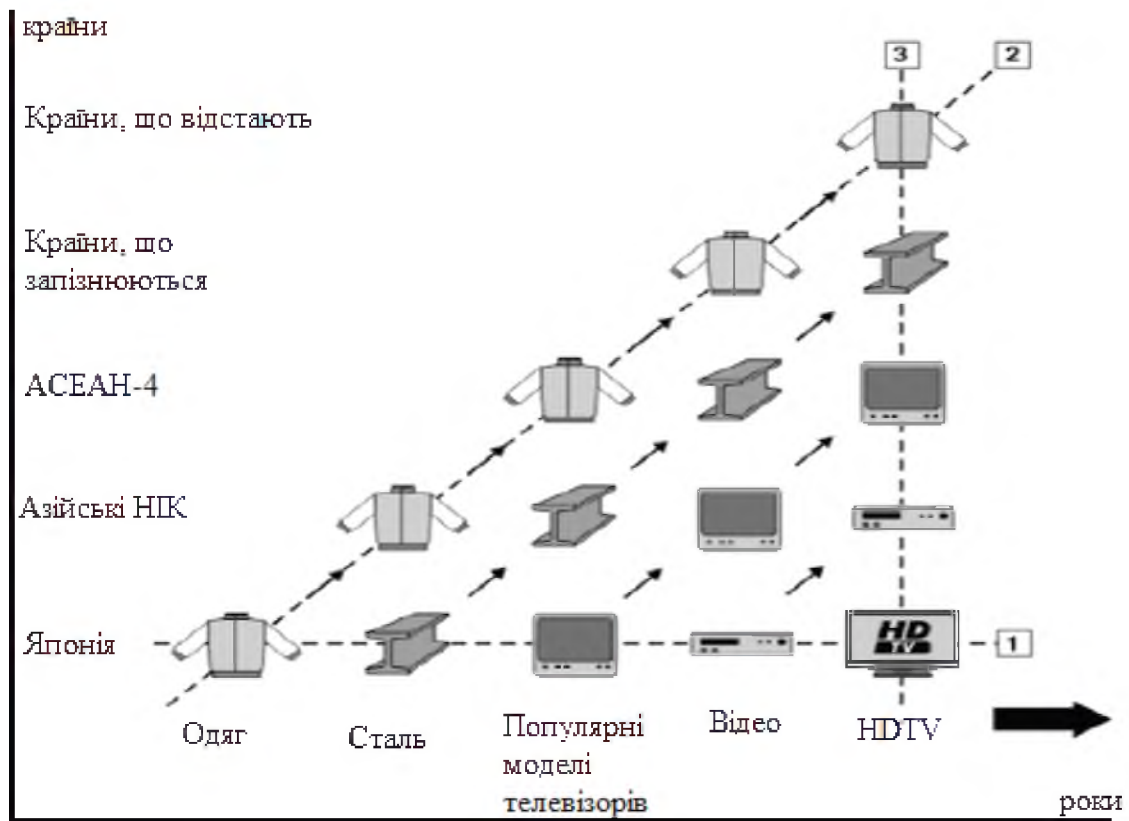 країни
3
2
Країни, що відстають
Країни, що
запізнюються
АСЕАН-4
Азійські НІК
Японія
HD
TV
1
Одяг
Сталь
Популярні
моделі
телевізорів
Відео
HDTV
роки